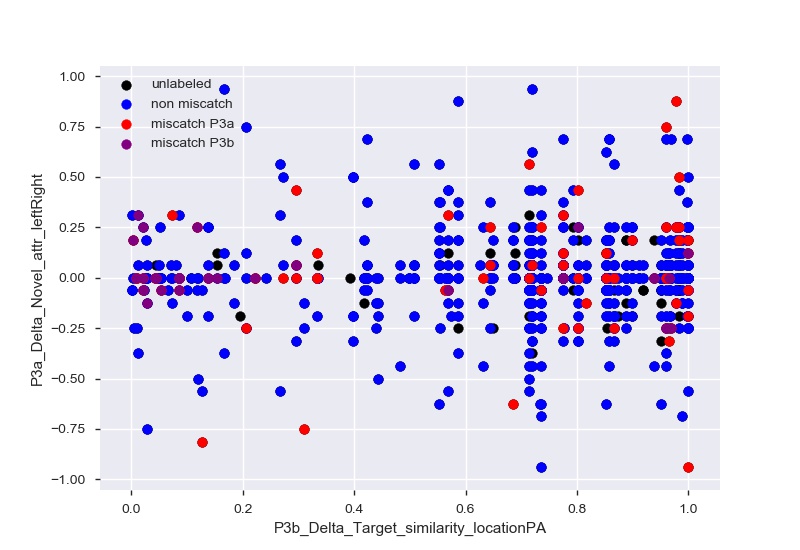 1.00
0.75
0.50
0.25
0.00
−0.25
−0.50
−0.75
−1.00
P3a_Delta_Novel_attr_leftRight
unlabeled
non miscatch
miscatch P3a
miscatch P3b
0.0 0.2 0.4 0.6 0.8 1.0
P3b_Delta_Target_similarity_locationPA